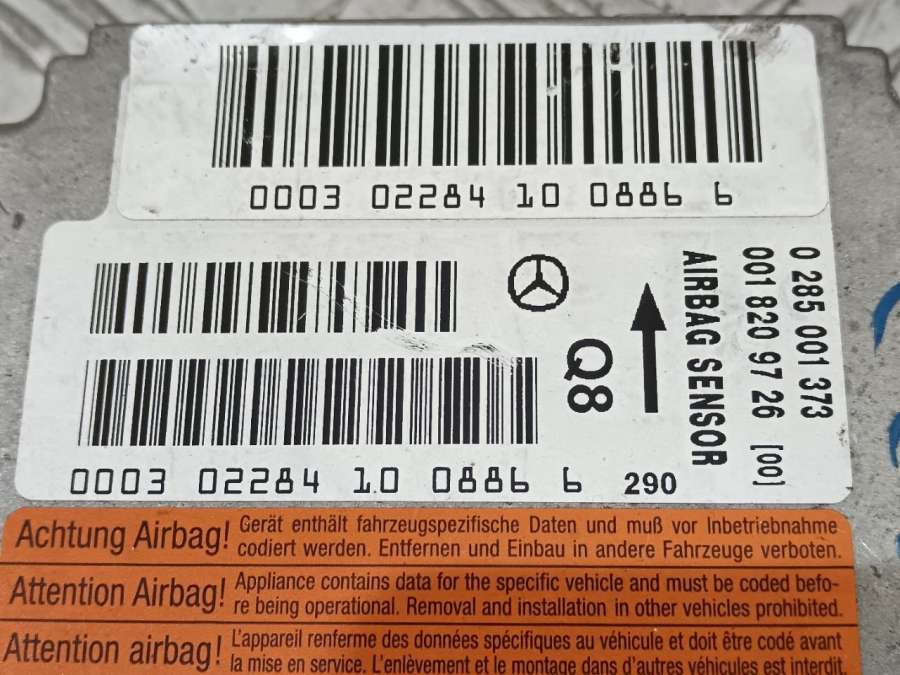 0003 02284 10 0886 6
0 285 001 373
001 820 97 26 [00]
AIRBAG SENSOR
Q8
0003 02284 10 0886 6 290
Achtung Airbag! Gerät enthält fahrzeugspezifische Daten und muß vor Inbetriebnahme
codiert werden. Entfernen und Einbau in andere Fahrzeuge verboten.
Attention Airbag! Appliance contains data for the specific vehicle and must be coded befo-
re being operational. Removal and installation in other vehicles prohibited.
Attention airbag! L'appareil renferme des données spécifiques au véhicule et doit être codé avant
la mise en service. L'enlèvement et le montage dans d'autres véhicules est interdit.